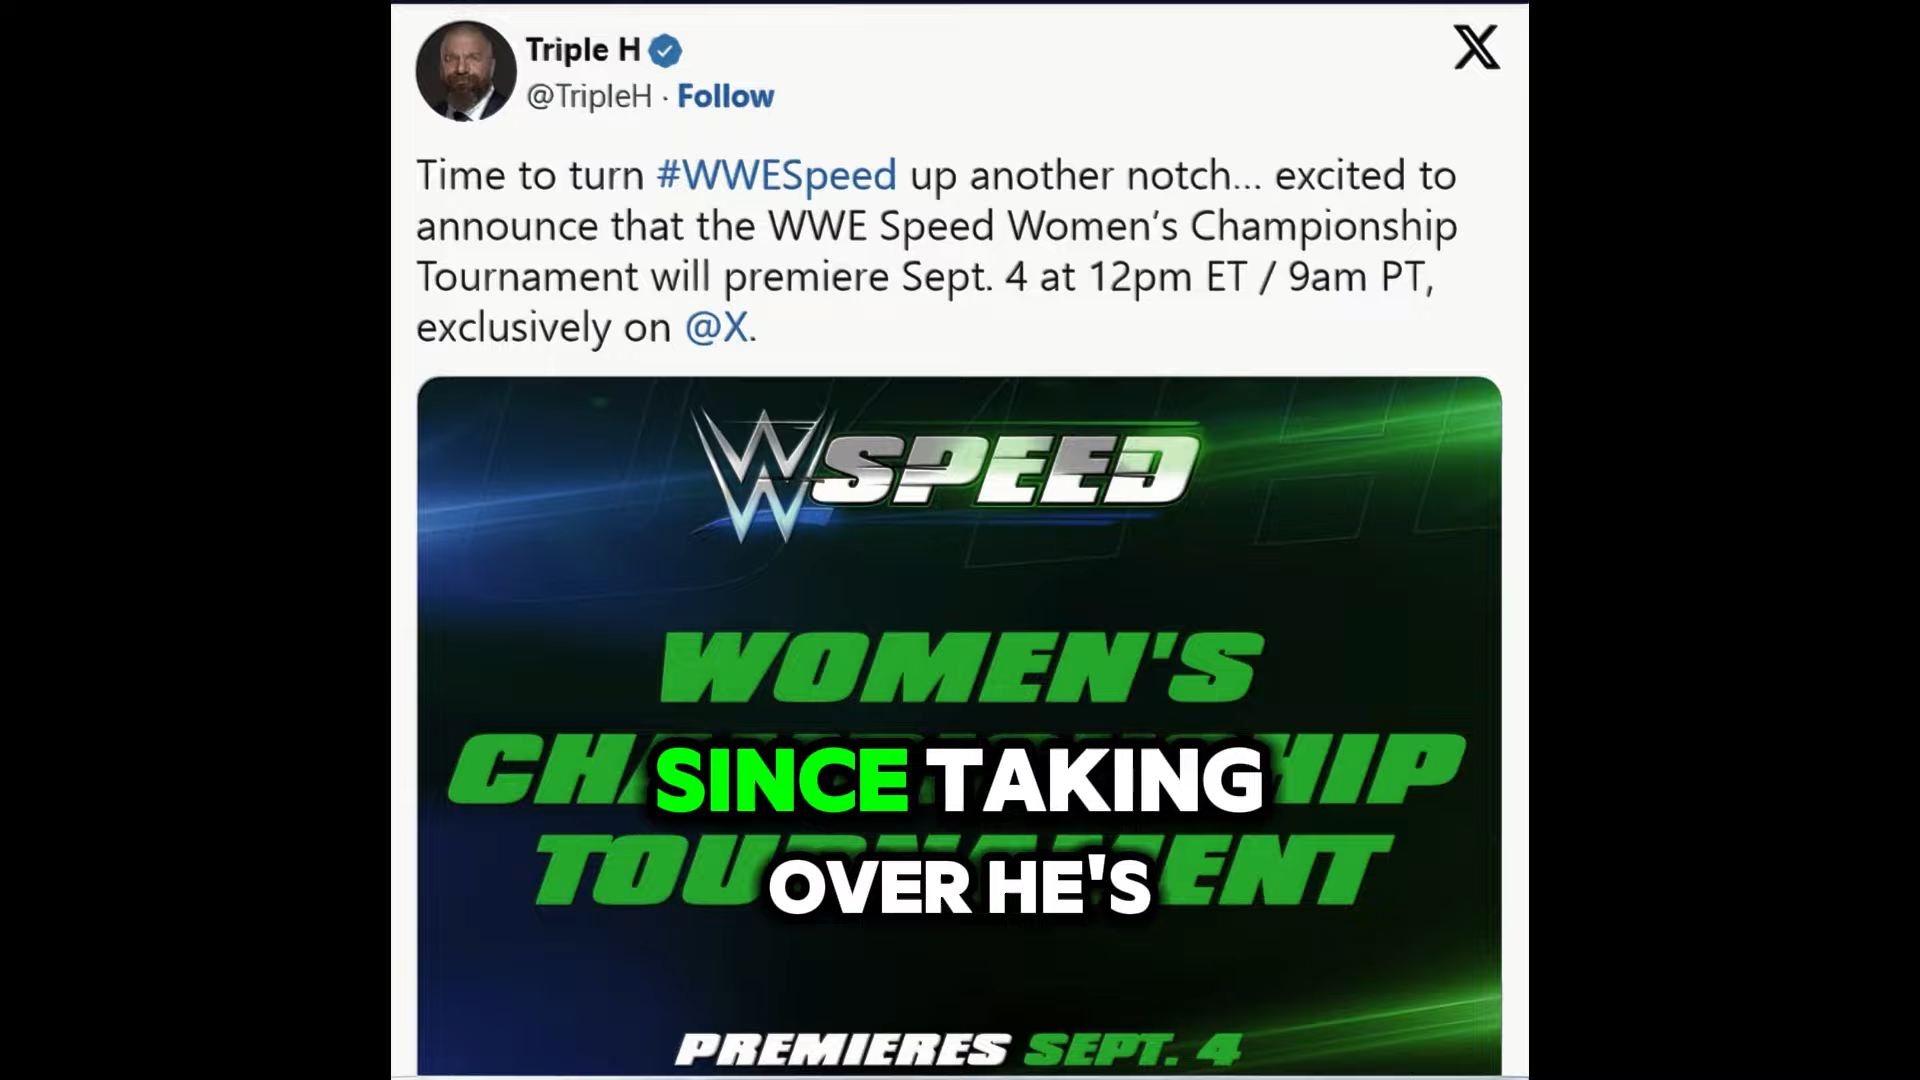 Triple H
@TripleH · Follow
Time to turn #WWESpeed up another notch... excited to
announce that the WWE Speed Women’s Championship
Tournament will premiere Sept. 4 at 12pm ET / 9am PT,
exclusively on @X.
W SPEED
WOMEN'S
CHAMPIONSHIP
TOURNAMENT
SINCE TAKING
OVER HE'S
PREMIERES SEPT. 4